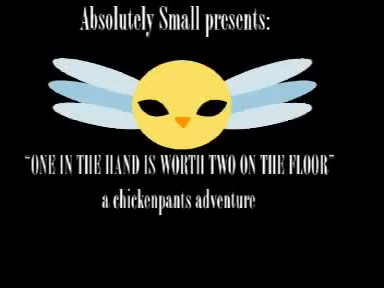 Absolutely Small presents:
“ONE IN THE HAND IS WORTH TWO ON THE FLOOR”
a chickenpants adventure